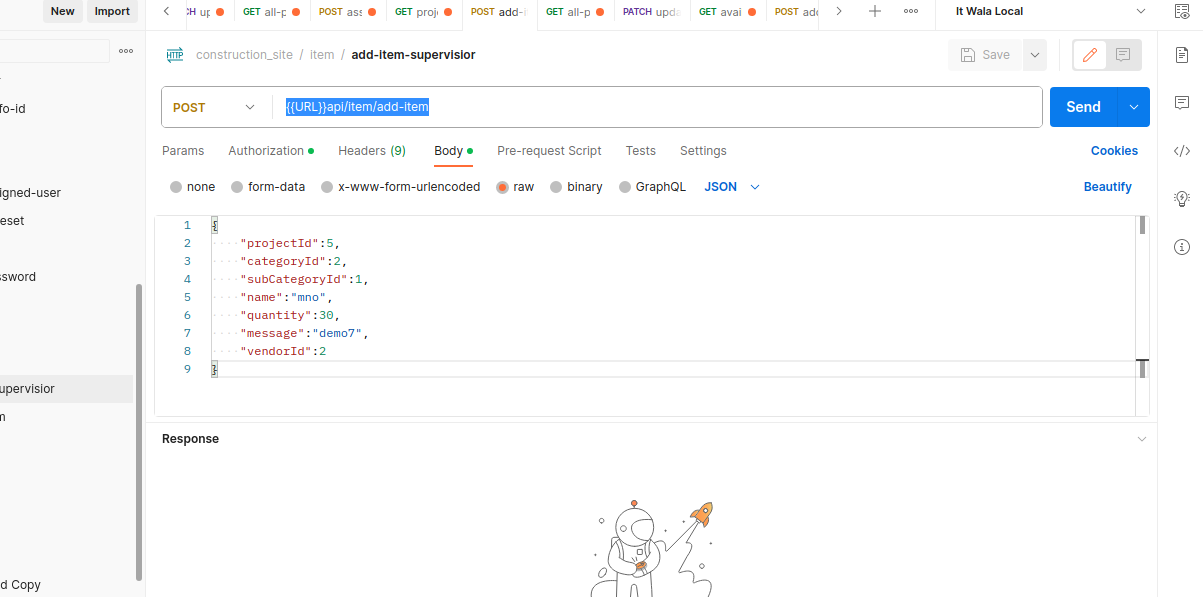 New Import
CH up GET all-p POST ass GET proj POST add-i GET all-p PATCH upda GET avai POST add It Wala Local
HTTP construction_site / item / add-item-supervisior Save
fo-id
POST {{URL}}api/item/add-item Send
Params Authorization Headers (9) Body Pre-request Script Tests Settings Cookies
none form-data x-www-form-urlencoded raw binary GraphQL JSON Beautify
igned-user
eset
ssword
upervisior
m
d Copy
1 {
2 "projectId":5,
3 "categoryId":2,
4 "subCategoryId":1,
5 "name":"mno",
6 "quantity":30,
7 "message":"demo7",
8 "vendorId":2
9 }
Response